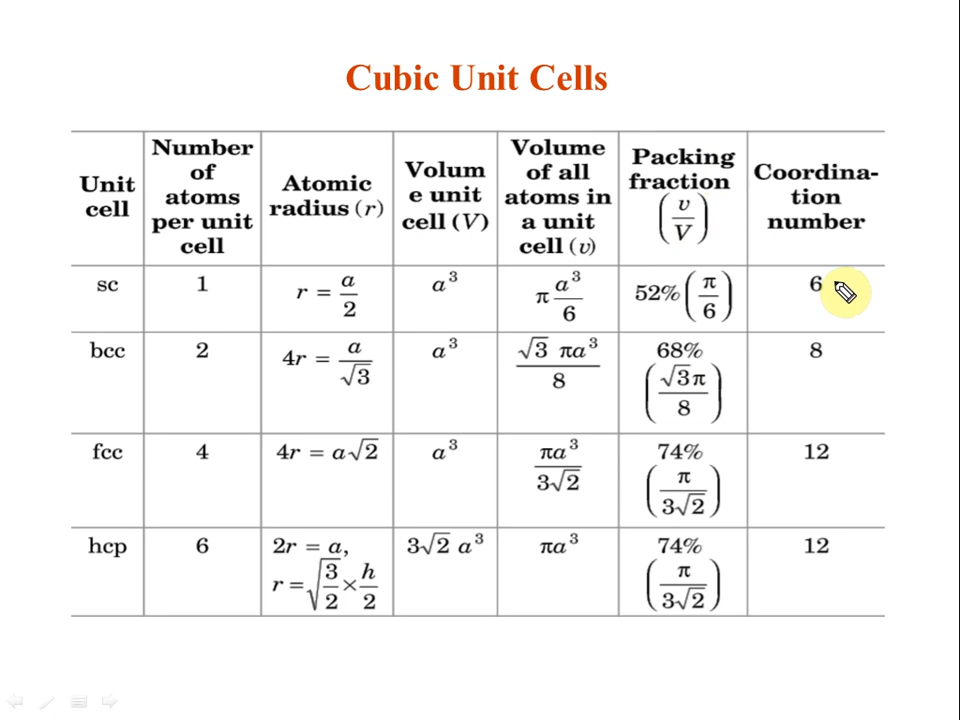 Cubic Unit Cells
Unit
cell
Number
of
atoms
per unit
cell
Atomic
radius (r)
Volum
e unit
cell (V)
Volume
of all
atoms in
a unit
cell (v)
Packing
fraction
(v/V)
Coordina-
tion
number
sc
1
r = a/2
a³
π a³/6
52% (π/6)
6
bcc
2
4r = a/√3
a³
√3 πa³/8
68%
(√3π/8)
8
fcc
4
4r = a√2
a³
πa³/3√2
74%
(π/3√2)
12
hcp
6
2r = a,
r = √3/2 × h/2
3√2 a³
πa³
74%
(π/3√2)
12